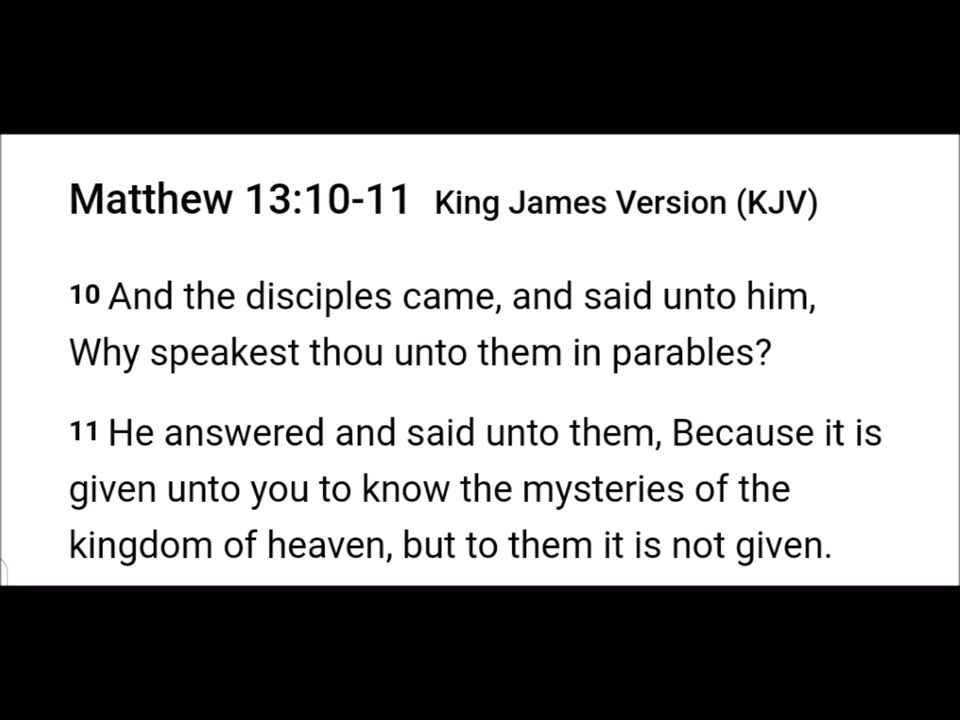 Matthew 13:10-11 King James Version (KJV)
10 And the disciples came, and said unto him,
Why speakest thou unto them in parables?
11 He answered and said unto them, Because it is
given unto you to know the mysteries of the
kingdom of heaven, but to them it is not given.